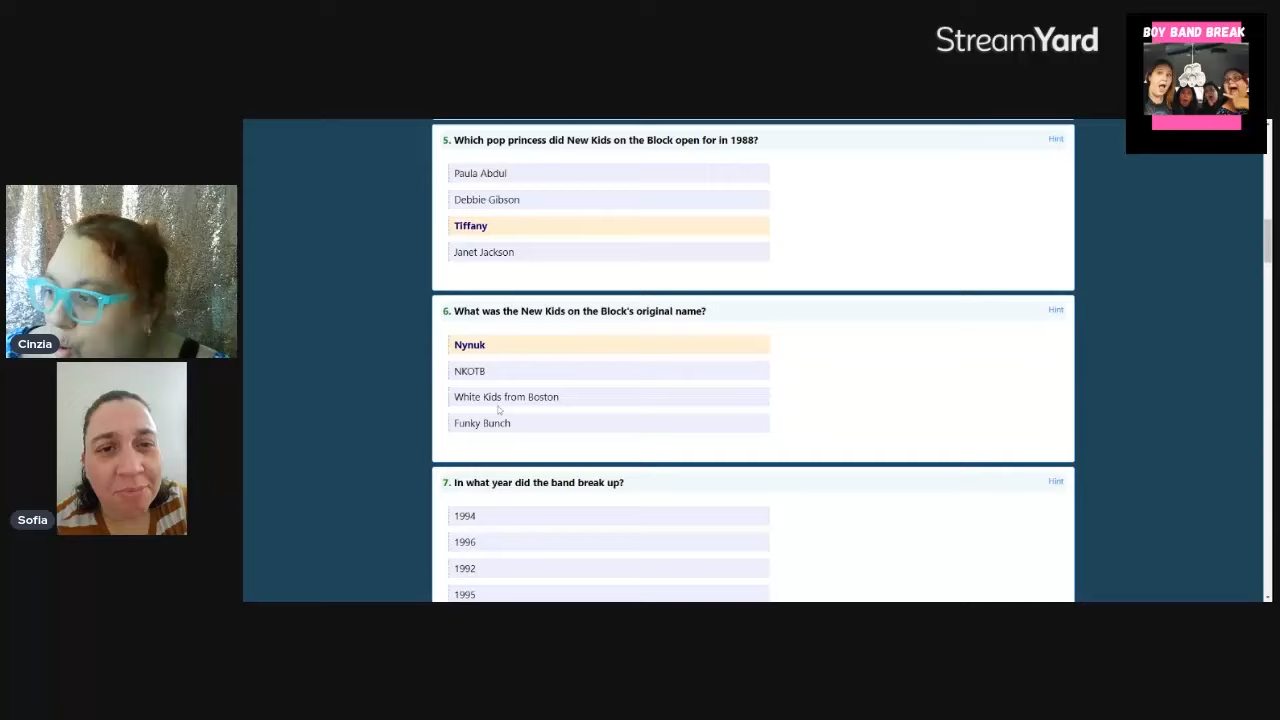 StreamYard
BOY BAND BREAK
5. Which pop princess did New Kids on the Block open for in 1988?
Hint
Paula Abdul
Debbie Gibson
Tiffany
Janet Jackson
6. What was the New Kids on the Block's original name?
Hint
Nynuk
NKOTB
White Kids from Boston
Funky Bunch
7. In what year did the band break up?
Hint
1994
1996
1992
1995
Cinzia
Sofia